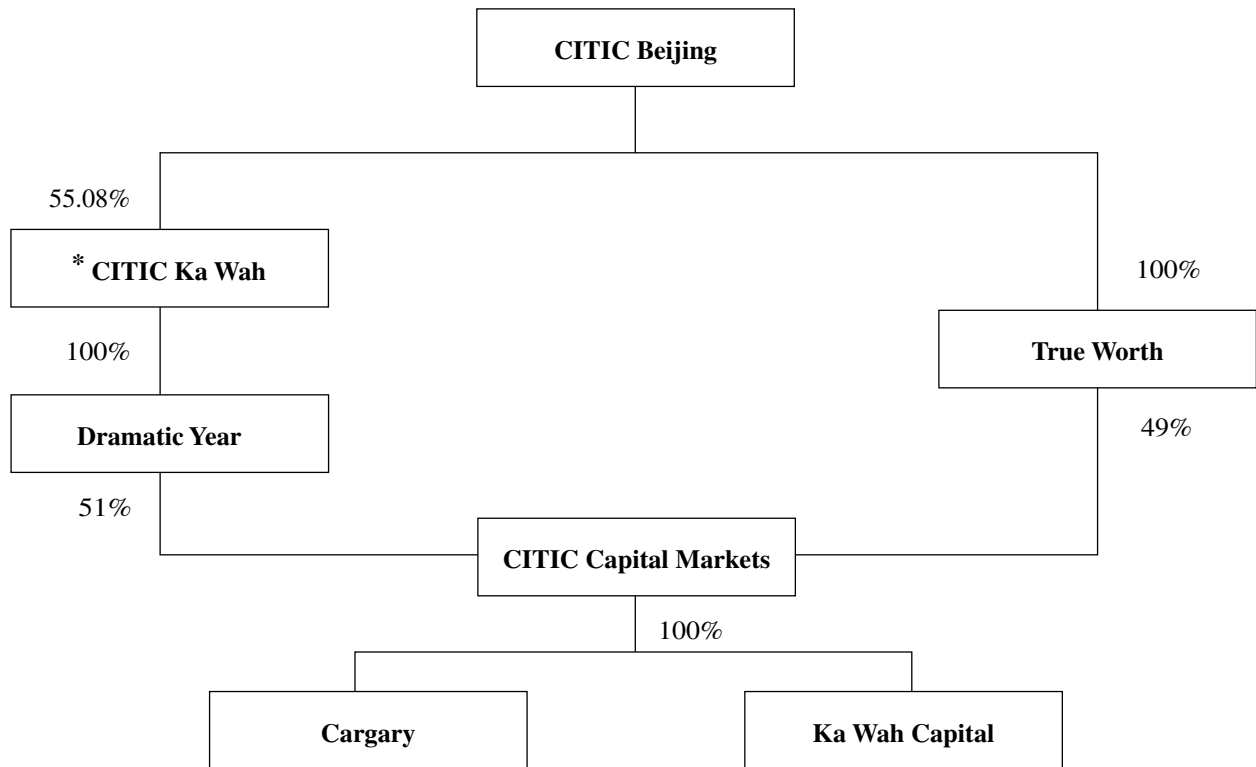 CITIC Beijing
55.08%
* CITIC Ka Wah
100%
100%
True Worth
Dramatic Year
49%
51%
CITIC Capital Markets
100%
Cargary
Ka Wah Capital